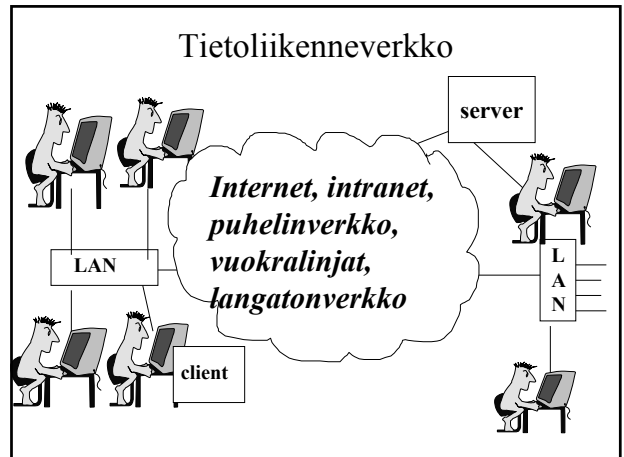 Tietoliikenneverkko
server
Internet, intranet,
puhelinverkko,
vuokralinjat,
langatonverkko
LAN
L
A
N
client